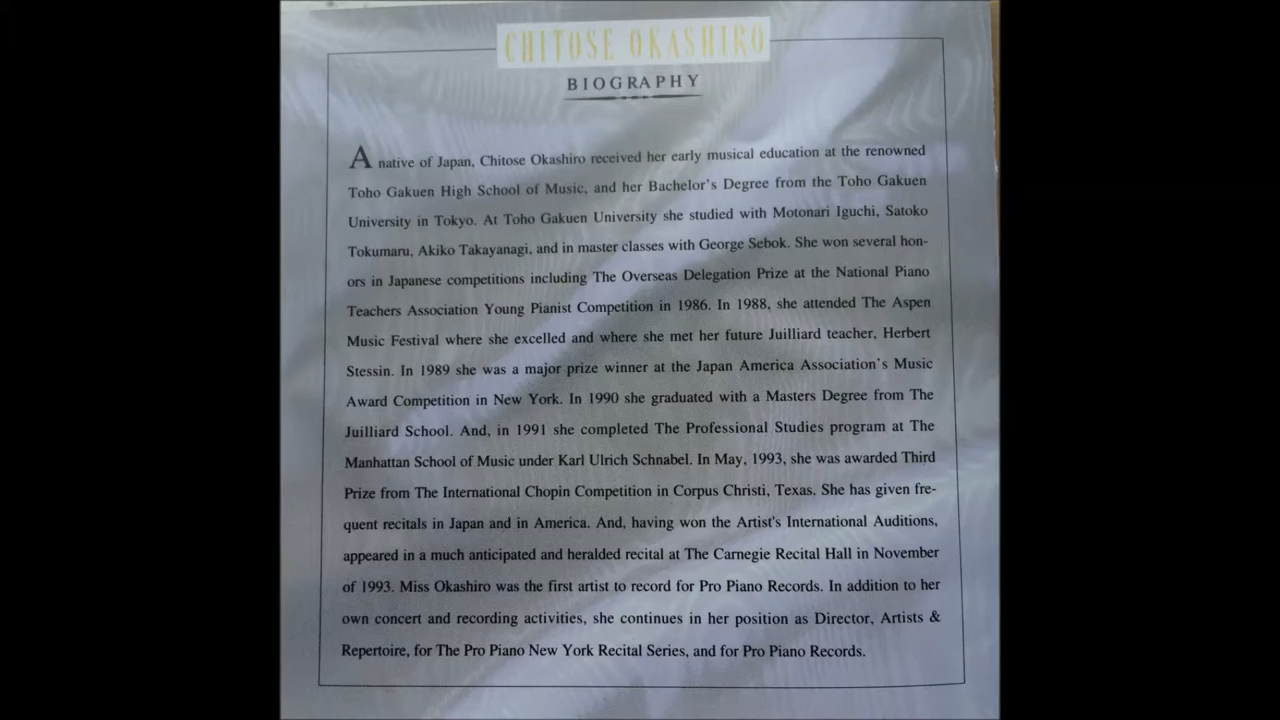 CHITOSE OKASHIRO
BIOGRAPHY
A native of Japan, Chitose Okashiro received her early musical education at the renowned
Toho Gakuen High School of Music, and her Bachelor's Degree from the Toho Gakuen
University in Tokyo. At Toho Gakuen University she studied with Motonari Iguchi, Satoko
Tokumaru, Akiko Takayanagi, and in master classes with George Sebok. She won several hon-
ors in Japanese competitions including The Overseas Delegation Prize at the National Piano
Teachers Association Young Pianist Competition in 1986. In 1988, she attended The Aspen
Music Festival where she excelled and where she met her future Juilliard teacher, Herbert
Stessin. In 1989 she was a major prize winner at the Japan America Association's Music
Award Competition in New York. In 1990 she graduated with a Masters Degree from The
Juilliard School. And, in 1991 she completed The Professional Studies program at The
Manhattan School of Music under Karl Ulrich Schnabel. In May, 1993, she was awarded Third
Prize from The International Chopin Competition in Corpus Christi, Texas. She has given fre-
quent recitals in Japan and in America. And, having won the Artist's International Auditions,
appeared in a much anticipated and heralded recital at The Carnegie Recital Hall in November
of 1993. Miss Okashiro was the first artist to record for Pro Piano Records. In addition to her
own concert and recording activities, she continues in her position as Director, Artists &
Repertoire, for The Pro Piano New York Recital Series, and for Pro Piano Records.